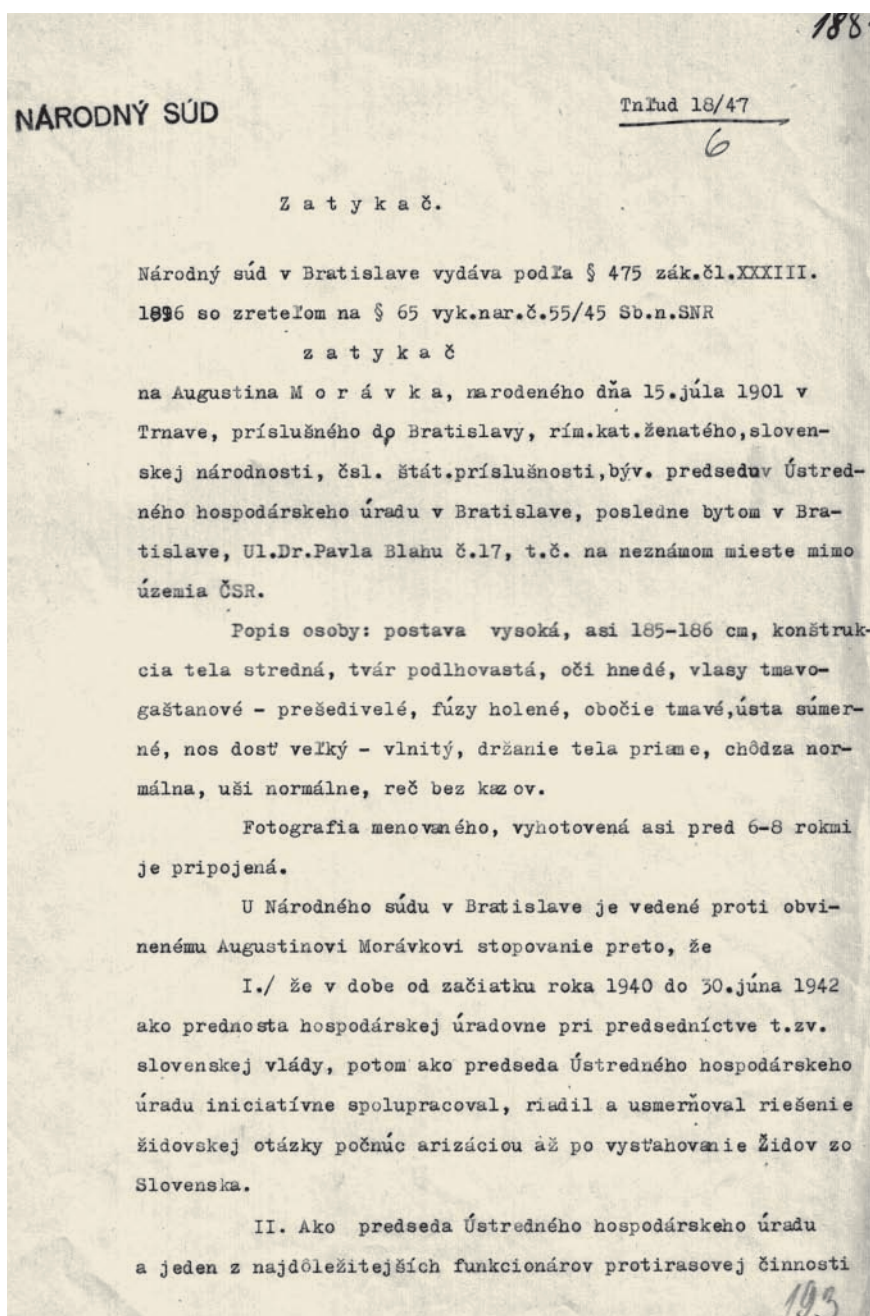 188
NÁRODNÝ SÚD
Tnľud 18/47
6
Z a t y k a č.
Národný súd v Bratislave vydáva podľa § 475 zák.čl.XXXIII.
1896 so zreteľom na § 65 vyk.nar.č.55/45 Sb.n.SNR
z a t y k a č
na Augustina M o r á v k a, narodeného dňa 15.júla 1901 v
Trnave, príslušného do Bratislavy, rím.kat.ženatého,sloven-
skej národnosti, čsl. štát.príslušnosti,býv. predseduv Ústred-
ného hospodárskeho úradu v Bratislave, posledne bytom v Bra-
tislave, Ul.Dr.Pavla Blahu č.17, t.č. na neznámom mieste mimo
územia ČSR.
Popis osoby: postava vysoká, asi 185-186 cm, konštruk-
cia tela stredná, tvár podlhovastá, oči hnedé, vlasy tmavo-
gaštanové - prešedivelé, fúzy holené, obočie tmavé,ústa súmer-
né, nos dosť veľký - vlnitý, držanie tela priame, chôdza nor-
málna, uši normálne, reč bez kazov.
Fotografia menovaného, vyhotovená asi pred 6-8 rokmi
je pripojená.
U Národného súdu v Bratislave je vedené proti obvi-
nenému Augustinovi Morávkovi stopovanie preto, že
I./ že v dobe od začiatku roka 1940 do 30.júna 1942
ako prednosta hospodárskej úradovne pri predsedníctve t.zv.
slovenskej vlády, potom ako predseda Ústredného hospodárskeho
úradu iniciatívne spolupracoval, riadil a usmerňoval riešenie
židovskej otázky počnúc arizáciou až po vysťahovanie Židov zo
Slovenska.
II. Ako predseda Ústredného hospodárskeho úradu
a jeden z najdôležitejších funkcionárov protirasovej činnosti
193